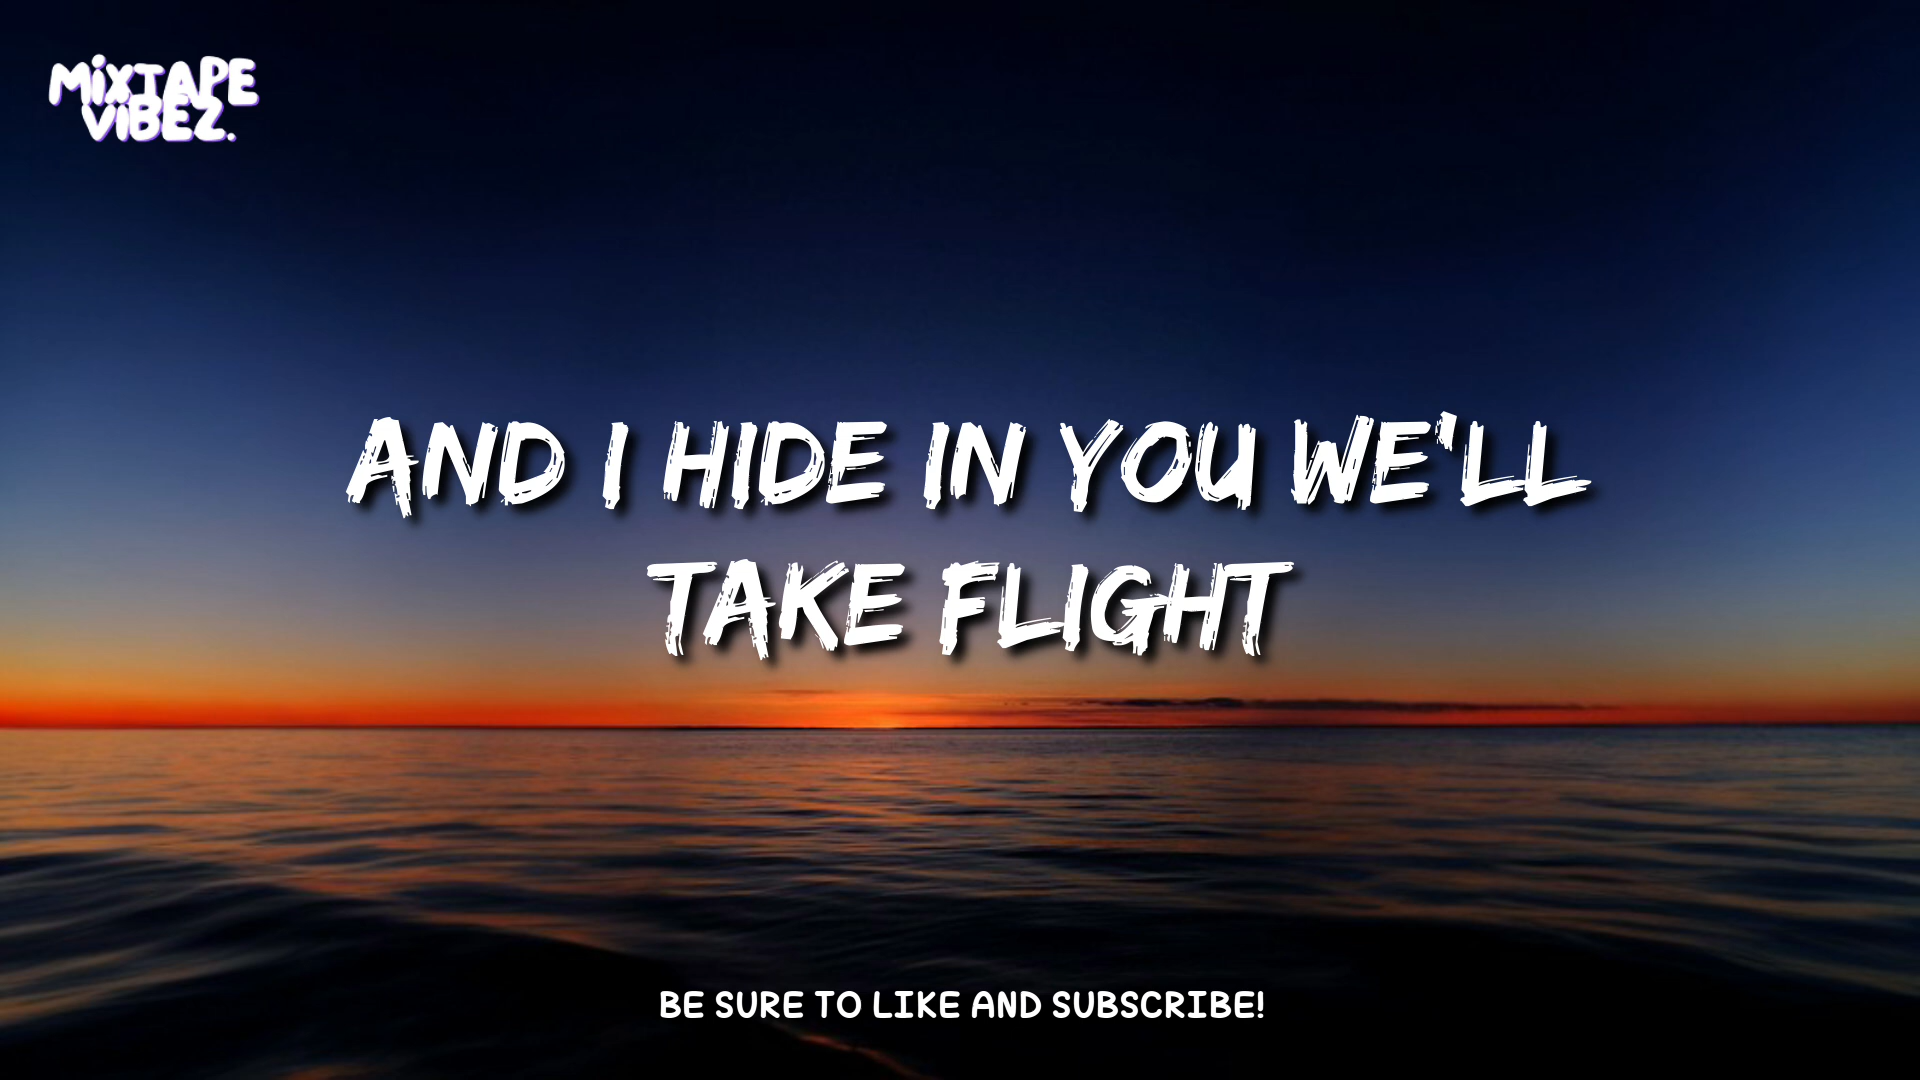 MiXTAPE
ViBEZ.
AND I HIDE IN YOU WE'LL
TAKE FLIGHT
BE SURE TO LIKE AND SUBSCRIBE!